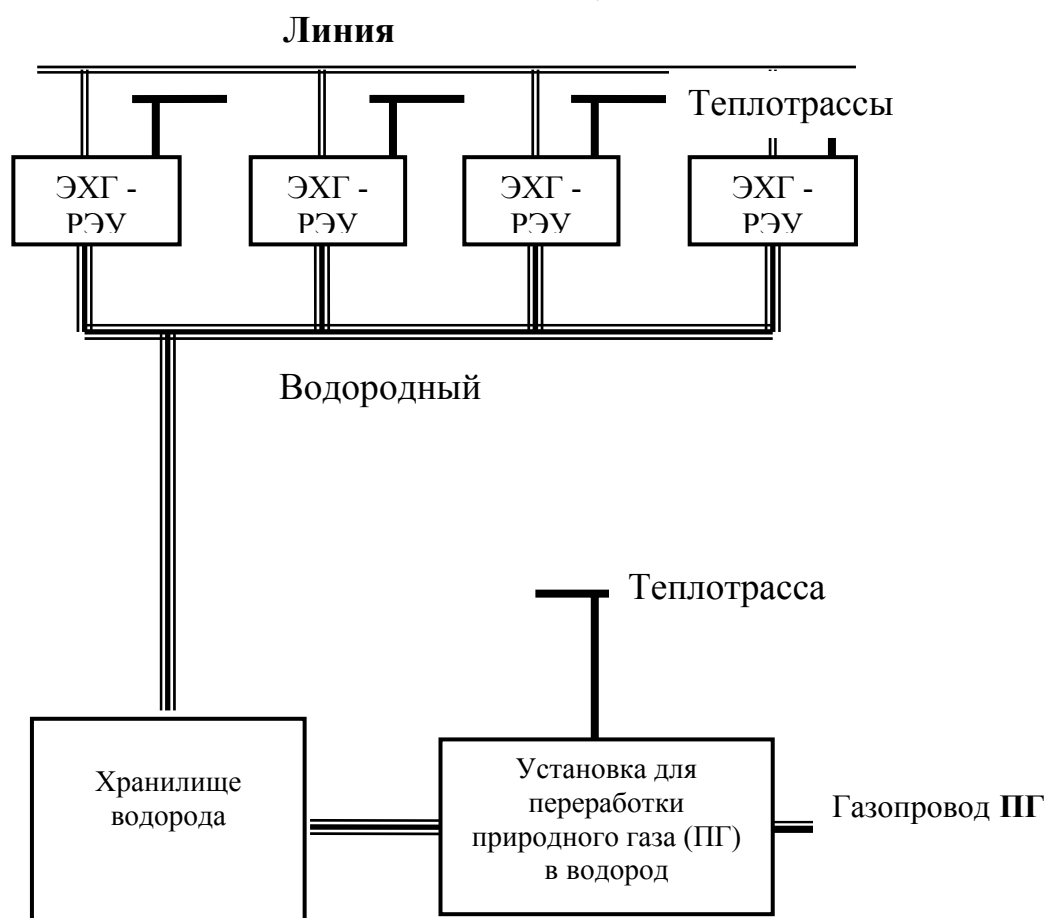 Линия
Теплотрассы
ЭХГ -
РЭУ
ЭХГ -
РЭУ
ЭХГ -
РЭУ
ЭХГ -
РЭУ
Водородный
Теплотрасса
Хранилище
водорода
Установка для
переработки
природного газа (ПГ)
в водород
Газопровод ПГ